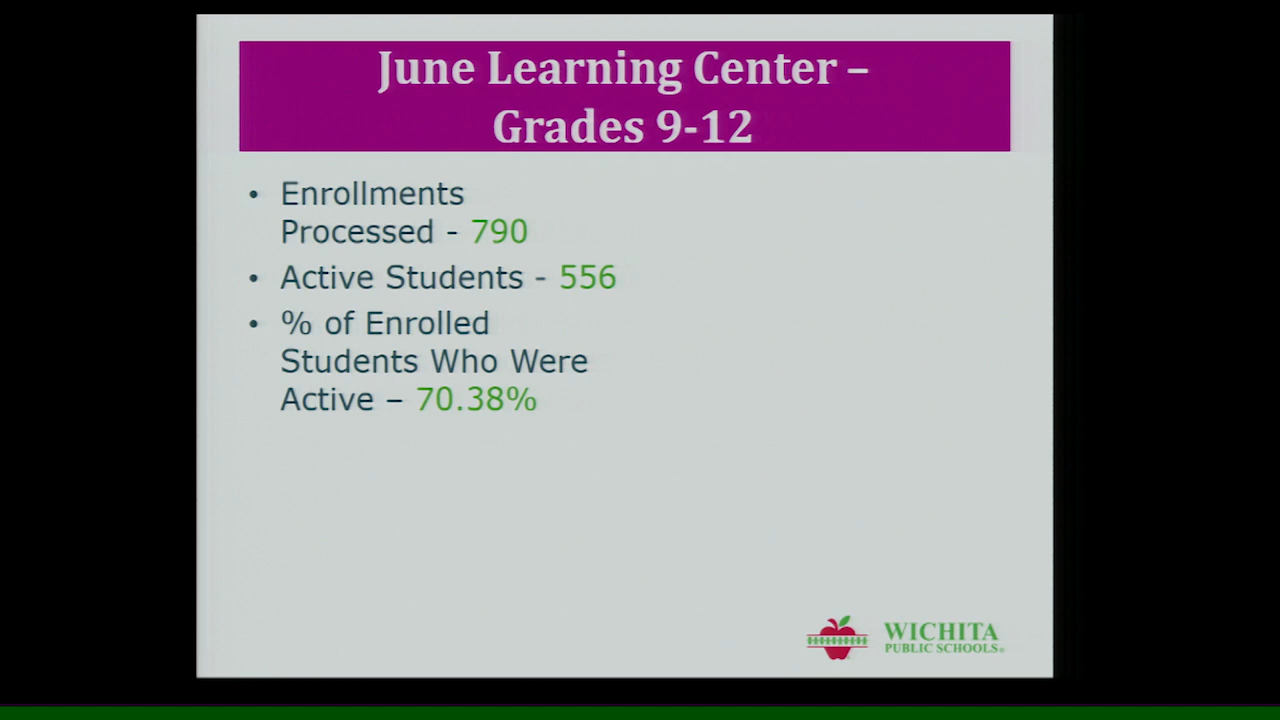 June Learning Center –
Grades 9-12
• Enrollments
Processed - 790
• Active Students - 556
• % of Enrolled
Students Who Were
Active – 70.38%
WICHITA
PUBLIC SCHOOLS